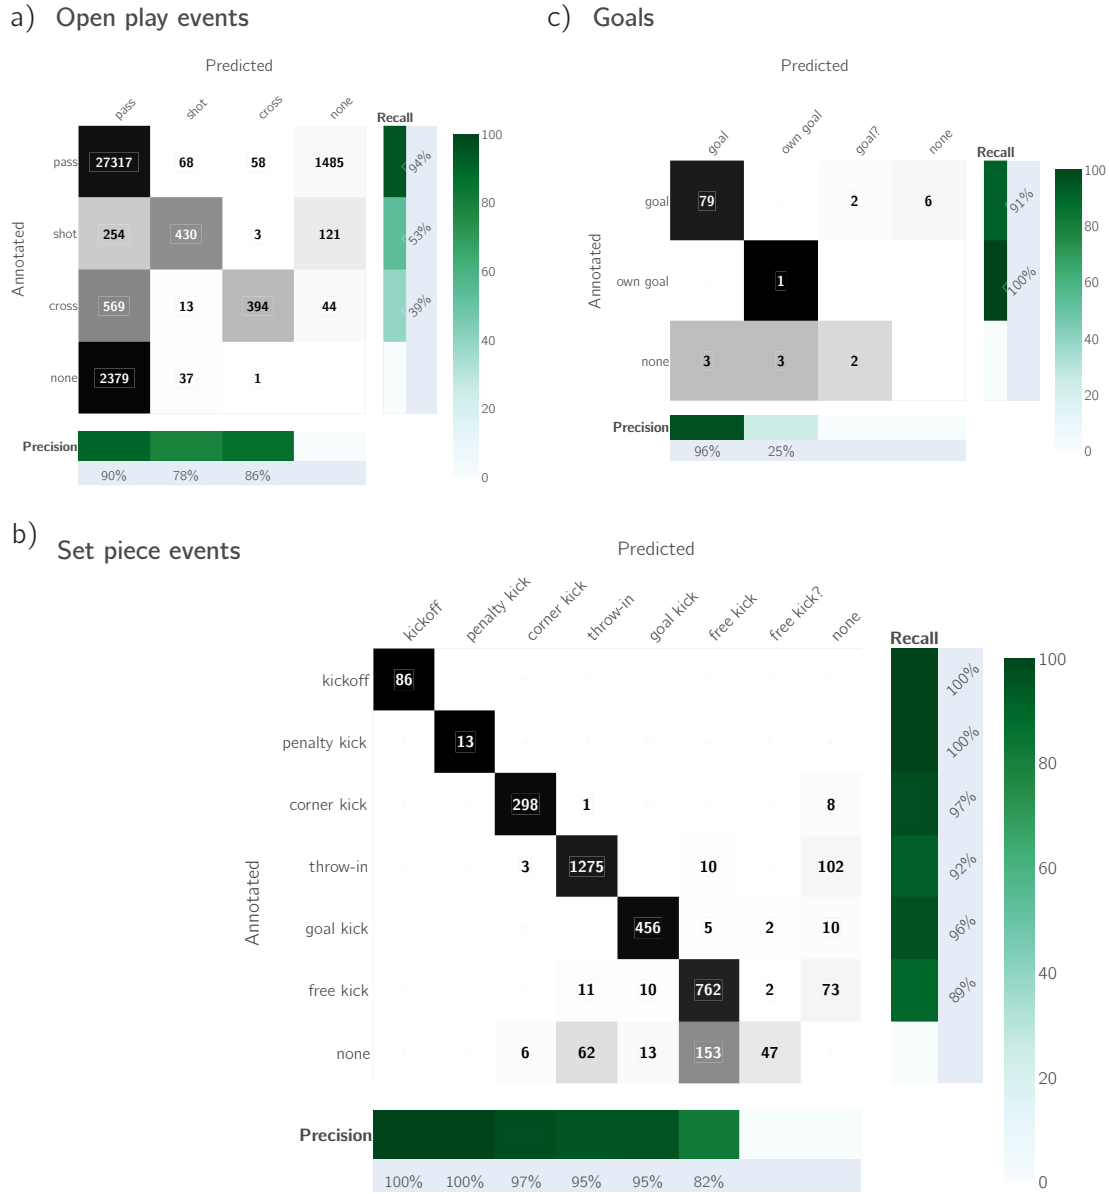 a) Open play events
Predicted
pass shot cross none
Recall
Annotated
pass 27317 68 58 1485 94%
shot 254 430 3 121 53%
cross 569 13 394 44 39%
none 2379 37 1
Precision
90% 78% 86%
100
80
60
40
20
0
c) Goals
Predicted
goal own goal goal? none
Recall
Annotated
goal 79 2 6 91%
own goal 1 100%
none 3 3 2
Precision
96% 25%
100
80
60
40
20
0
b) Set piece events
Predicted
kickoff penalty kick corner kick throw-in goal kick free kick free kick? none
Recall
Annotated
kickoff 86 100%
penalty kick 13 100%
corner kick 298 1 8 97%
throw-in 3 1275 10 102 92%
goal kick 456 5 2 10 96%
free kick 11 10 762 2 73 89%
none 6 62 13 153 47
Precision
100% 100% 97% 95% 95% 82%
100
80
60
40
20
0